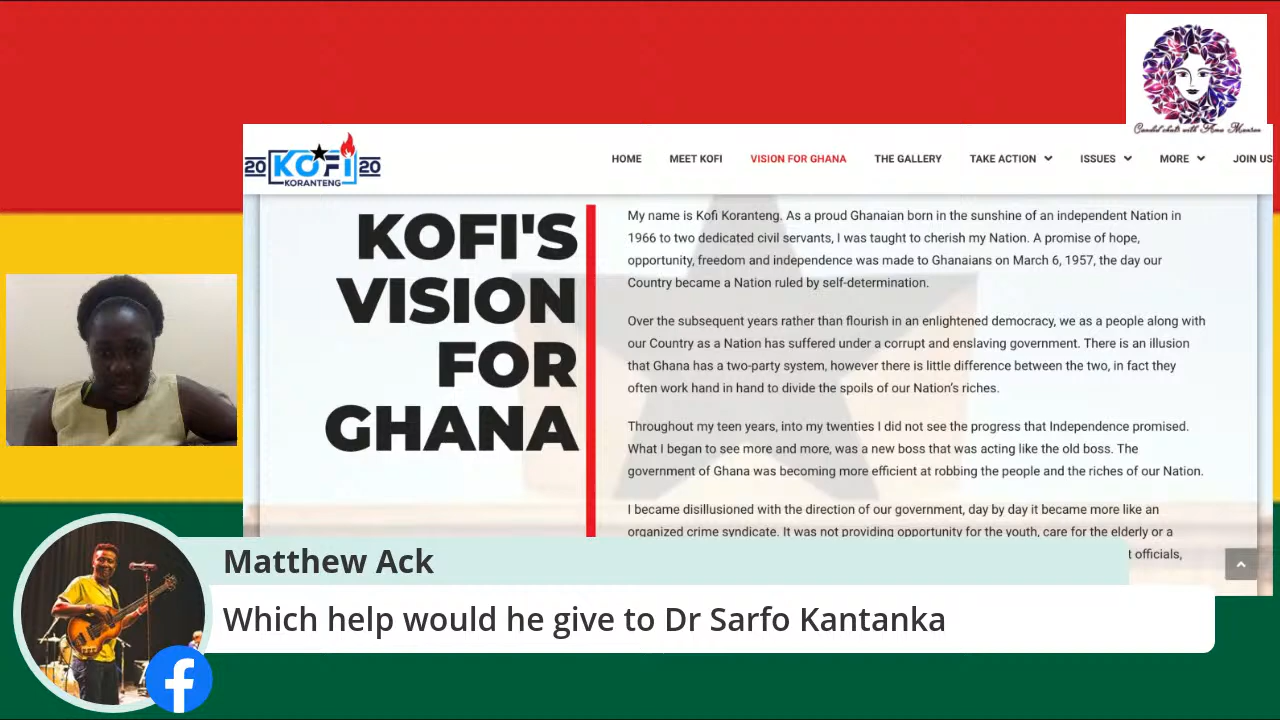 Candid chats with Ama Munroe
20 KOFI 20
KORANTENG
HOME MEET KOFI VISION FOR GHANA THE GALLERY TAKE ACTION ISSUES MORE JOIN US
KOFI'S
VISION
FOR
GHANA
My name is Kofi Koranteng. As a proud Ghanaian born in the sunshine of an independent Nation in
1966 to two dedicated civil servants, I was taught to cherish my Nation. A promise of hope,
opportunity, freedom and independence was made to Ghanaians on March 6, 1957, the day our
Country became a Nation ruled by self-determination.
Over the subsequent years rather than flourish in an enlightened democracy, we as a people along with
our Country as a Nation has suffered under a corrupt and enslaving government. There is an illusion
that Ghana has a two-party system, however there is little difference between the two, in fact they
often work hand in hand to divide the spoils of our Nation's riches.
Throughout my teen years, into my twenties I did not see the progress that Independence promised.
What I began to see more and more, was a new boss that was acting like the old boss. The
government of Ghana was becoming more efficient at robbing the people and the riches of our Nation.
I became disillusioned with the direction of our government, day by day it became more like an
organized crime syndicate. It was not providing opportunity for the youth, care for the elderly or a
t officials,
Matthew Ack
Which help would he give to Dr Sarfo Kantanka